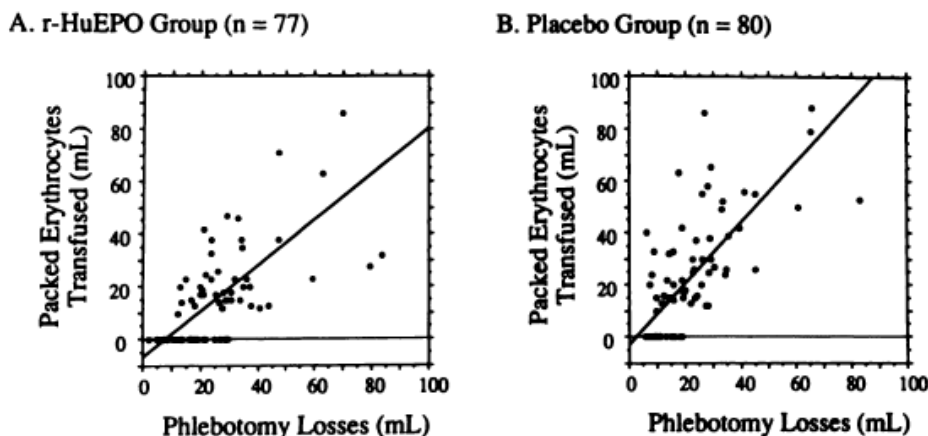 A. r-HuEPO Group (n = 77)
B. Placebo Group (n = 80)
Packed Erythrocytes
Transfused (mL)
100
80
60
40
20
0
0 20 40 60 80 100
Phlebotomy Losses (mL)
Packed Erythrocytes
Transfused (mL)
100
80
60
40
20
0
0 20 40 60 80 100
Phlebotomy Losses (mL)